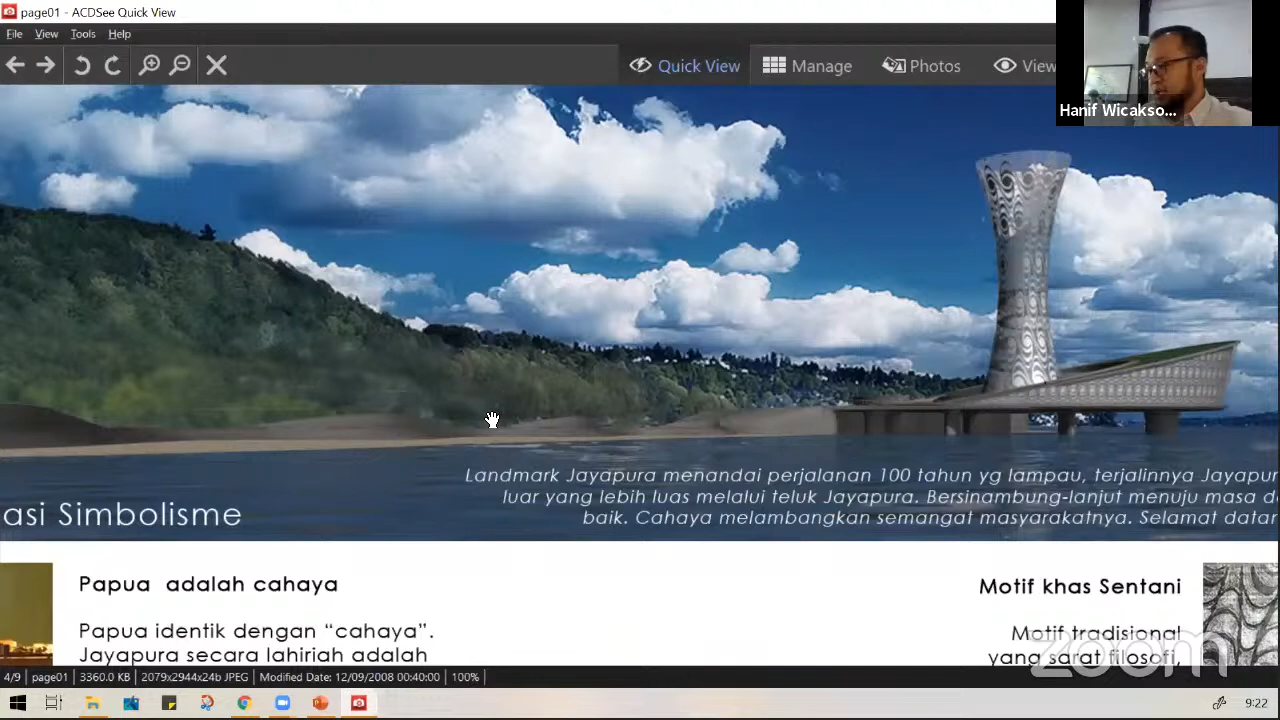 page01 - ACDSee Quick View
File View Tools Help
Quick View Manage Photos View
Hanif Wicakso...
Landmark Jayapura menandai perjalanan 100 tahun yg lampau, terjalinnya Jayapur
luar yang lebih luas melalui teluk Jayapura. Bersinambung-lanjut menuju masa d
baik. Cahaya melambangkan semangat masyarakatnya. Selamat datan
asi Simbolisme
Papua adalah cahaya
Papua identik dengan “cahaya”.
Jayapura secara lahiriah adalah
Motif khas Sentani
Motif tradisional
yang sarat filosofi,
zoom
4/9 page01 3360.0 KB 2079x2944x24b JPEG Modified Date: 12/09/2008 00:40:00 100%
9:22